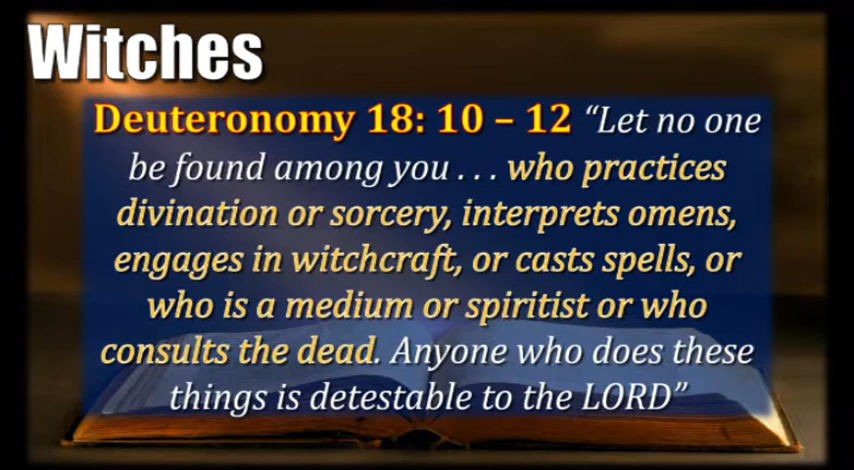 Witches
Deuteronomy 18: 10 – 12 “Let no one
be found among you . . . who practices
divination or sorcery, interprets omens,
engages in witchcraft, or casts spells, or
who is a medium or spiritist or who
consults the dead. Anyone who does these
things is detestable to the LORD”